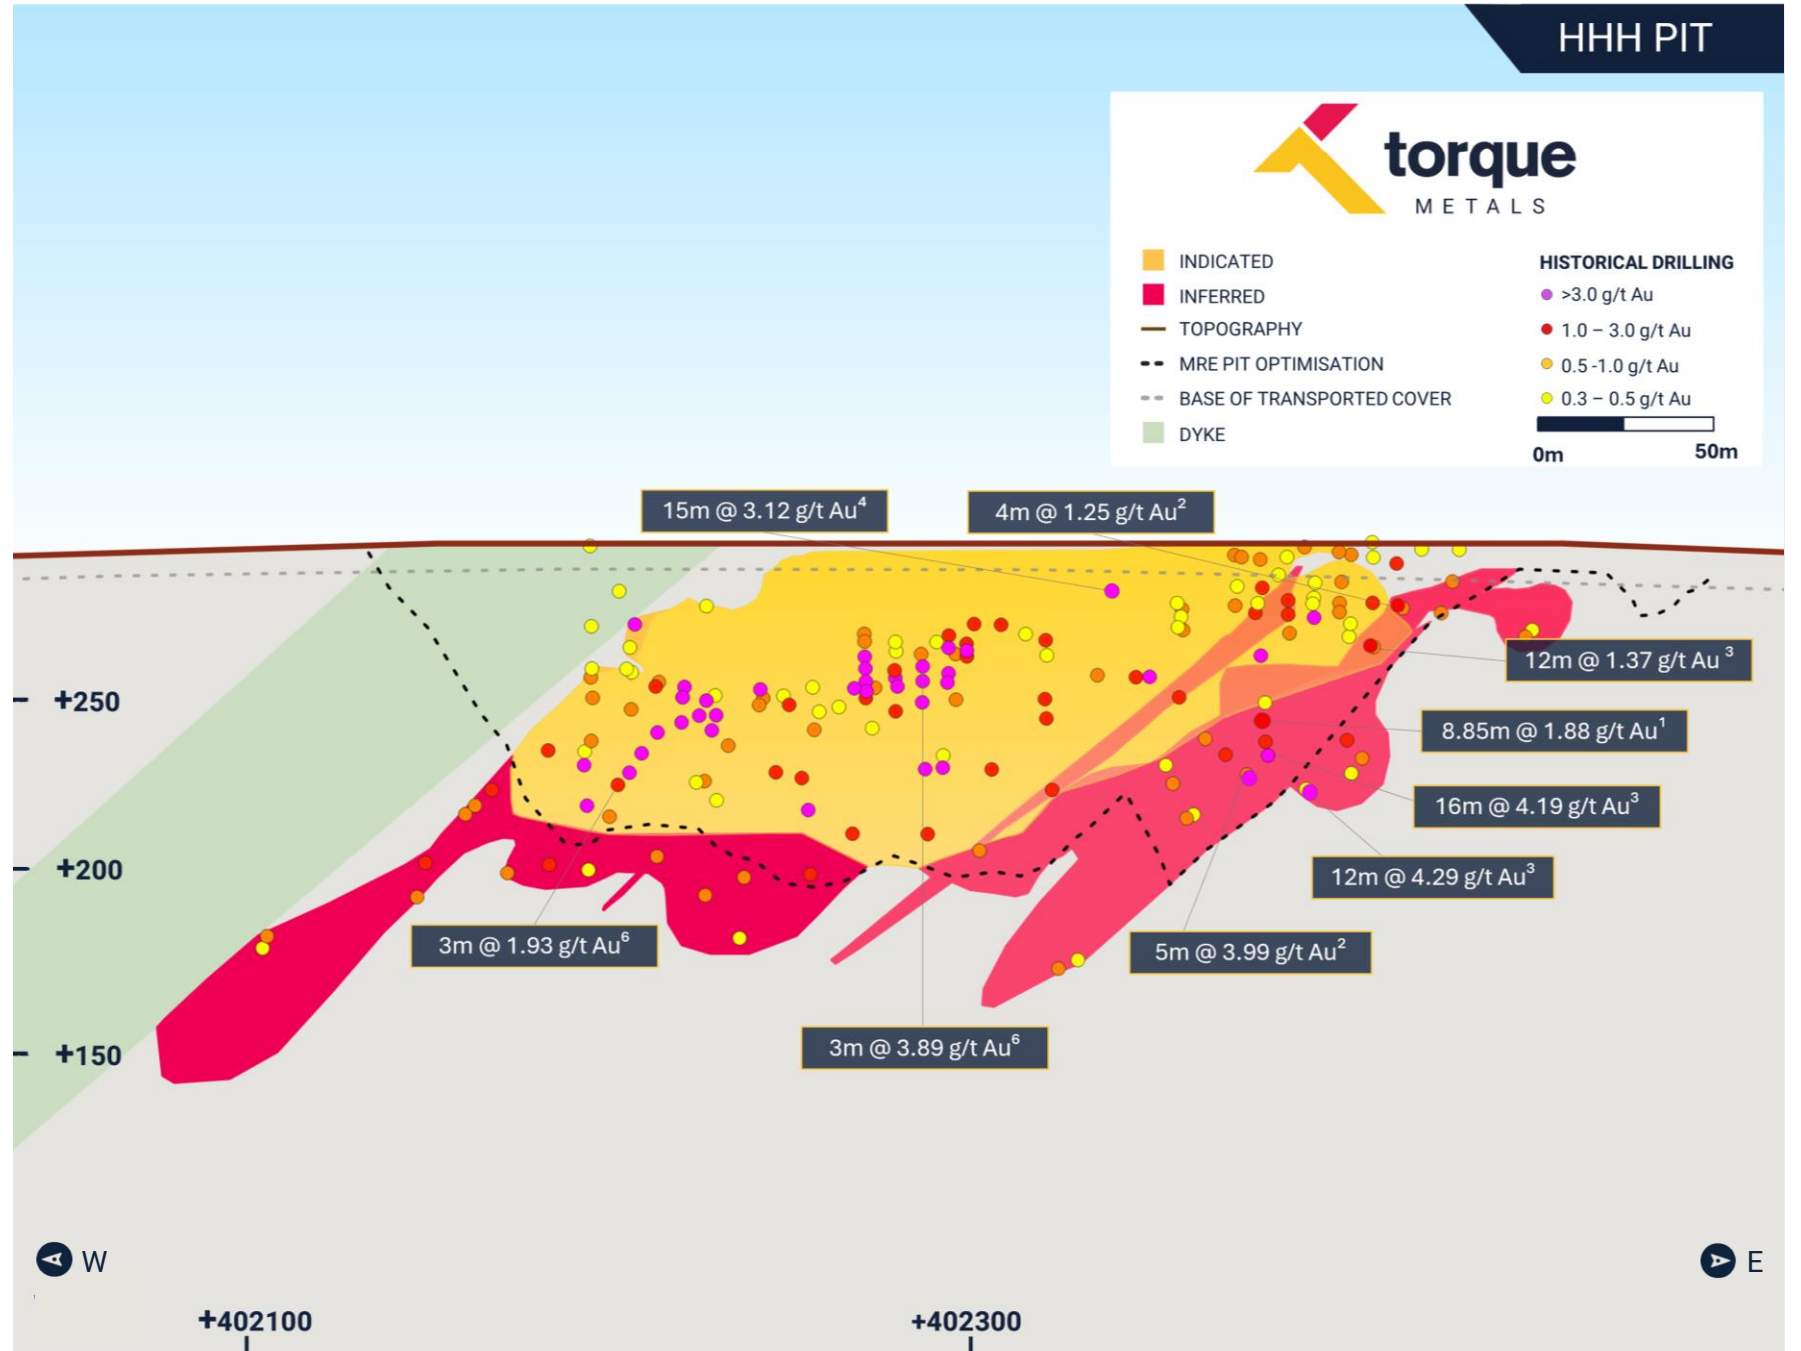 HHH PIT
torque
METALS
INDICATED
INFERRED
TOPOGRAPHY
MRE PIT OPTIMISATION
BASE OF TRANSPORTED COVER
DYKE
HISTORICAL DRILLING
>3.0 g/t Au
1.0 – 3.0 g/t Au
0.5 -1.0 g/t Au
0.3 – 0.5 g/t Au
0m 50m
15m @ 3.12 g/t Au⁴
4m @ 1.25 g/t Au²
12m @ 1.37 g/t Au ³
+250
8.85m @ 1.88 g/t Au¹
16m @ 4.19 g/t Au³
+200
12m @ 4.29 g/t Au³
3m @ 1.93 g/t Au⁶
5m @ 3.99 g/t Au²
3m @ 3.89 g/t Au⁶
+150
W
E
+402100
+402300